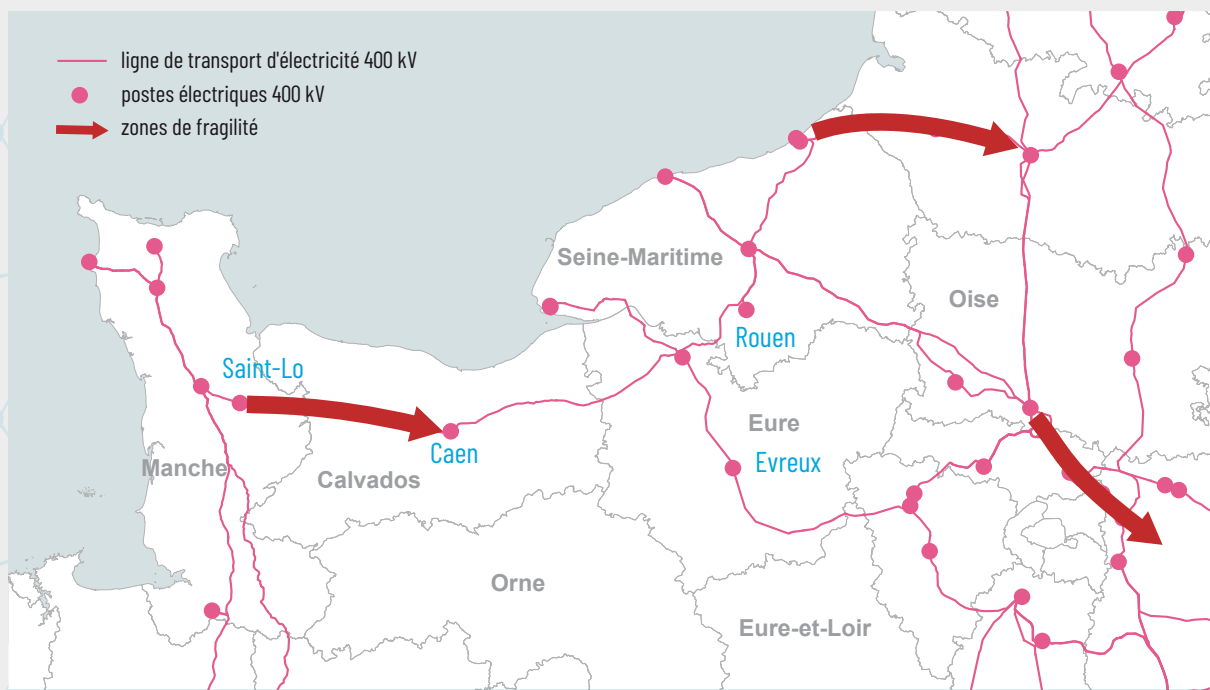 ligne de transport d'électricité 400 kV
postes électriques 400 kV
zones de fragilité
Seine-Maritime
Oise
Rouen
Saint-Lo
Eure
Caen
Evreux
Manche
Calvados
Orne
Eure-et-Loir